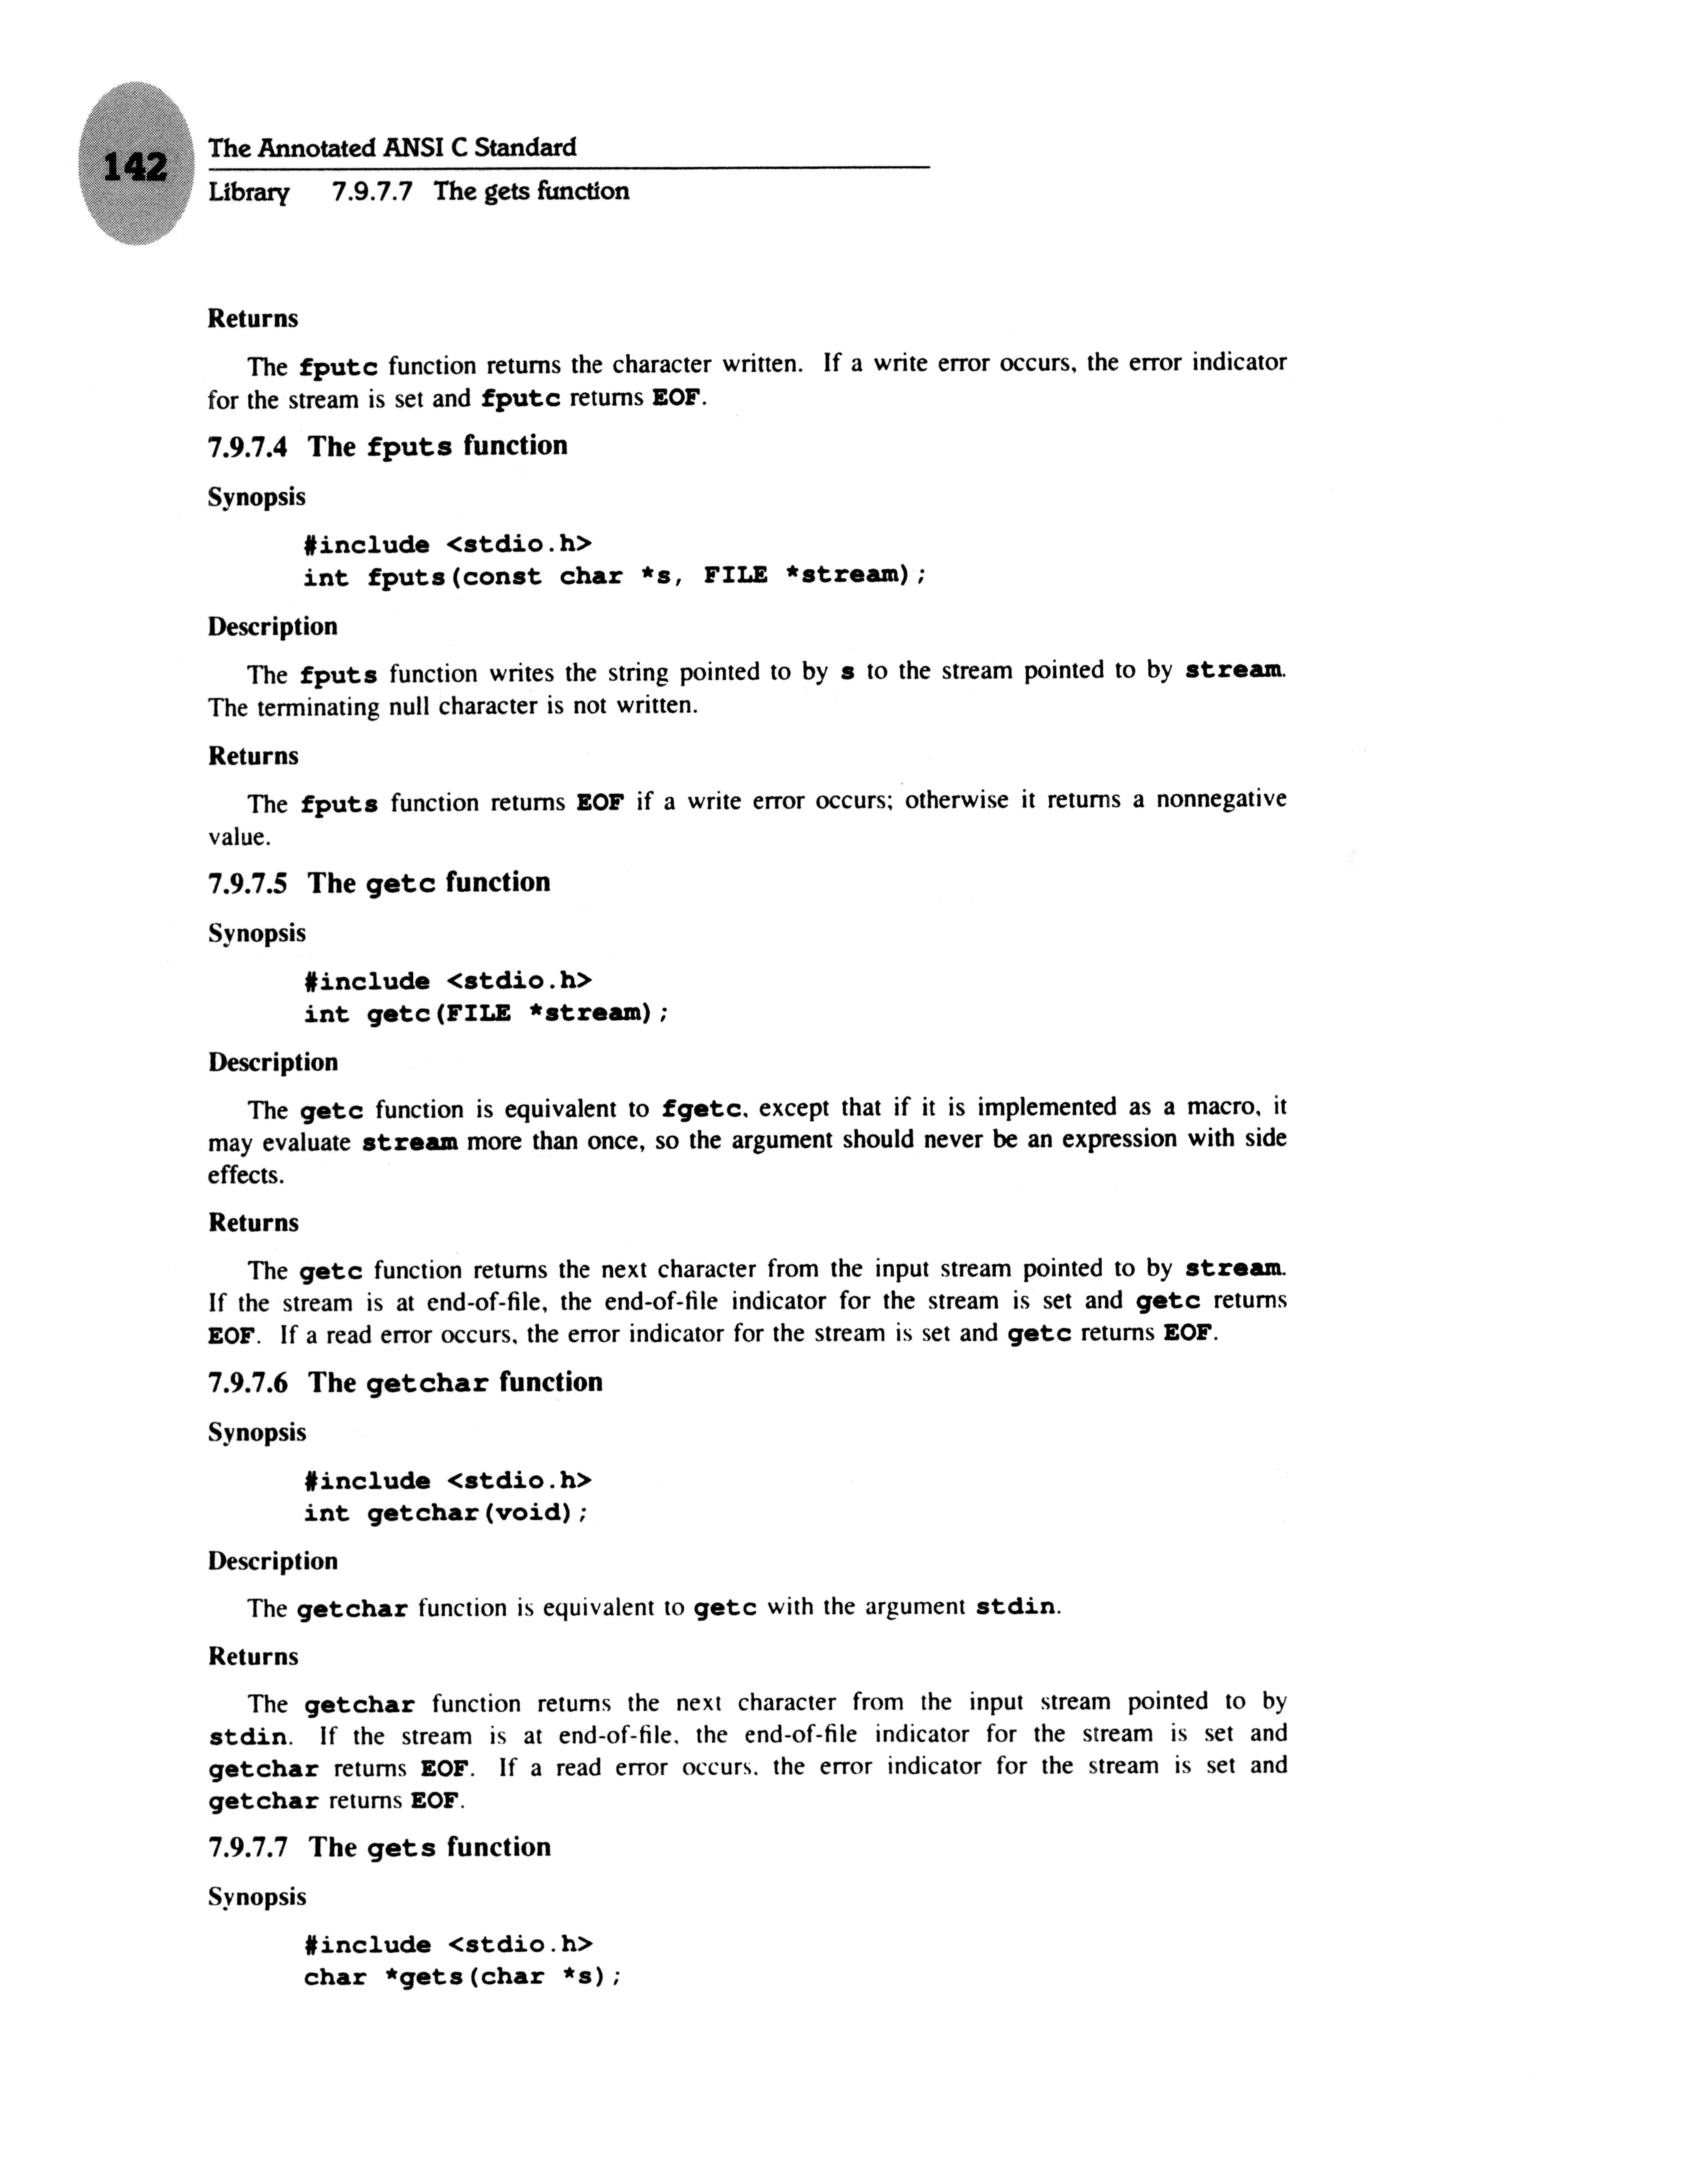 142
The Annotated ANSI C Standard
Library 7.9.7.7 The gets function
Returns
The fputc function returns the character written. If a write error occurs, the error indicator
for the stream is set and fputc returns EOF.
7.9.7.4 The fputs function
Synopsis
#include <stdio.h>
int fputs(const char *s, FILE *stream);
Description
The fputs function writes the string pointed to by s to the stream pointed to by stream.
The terminating null character is not written.
Returns
The fputs function returns EOF if a write error occurs; otherwise it returns a nonnegative
value.
7.9.7.5 The getc function
Synopsis
#include <stdio.h>
int getc(FILE *stream);
Description
The getc function is equivalent to fgetc, except that if it is implemented as a macro, it
may evaluate stream more than once, so the argument should never be an expression with side
effects.
Returns
The getc function returns the next character from the input stream pointed to by stream.
If the stream is at end-of-file, the end-of-file indicator for the stream is set and getc returns
EOF. If a read error occurs, the error indicator for the stream is set and getc returns EOF.
7.9.7.6 The getchar function
Synopsis
#include <stdio.h>
int getchar(void);
Description
The getchar function is equivalent to getc with the argument stdin.
Returns
The getchar function returns the next character from the input stream pointed to by
stdin. If the stream is at end-of-file, the end-of-file indicator for the stream is set and
getchar returns EOF. If a read error occurs, the error indicator for the stream is set and
getchar returns EOF.
7.9.7.7 The gets function
Synopsis
#include <stdio.h>
char *gets(char *s);